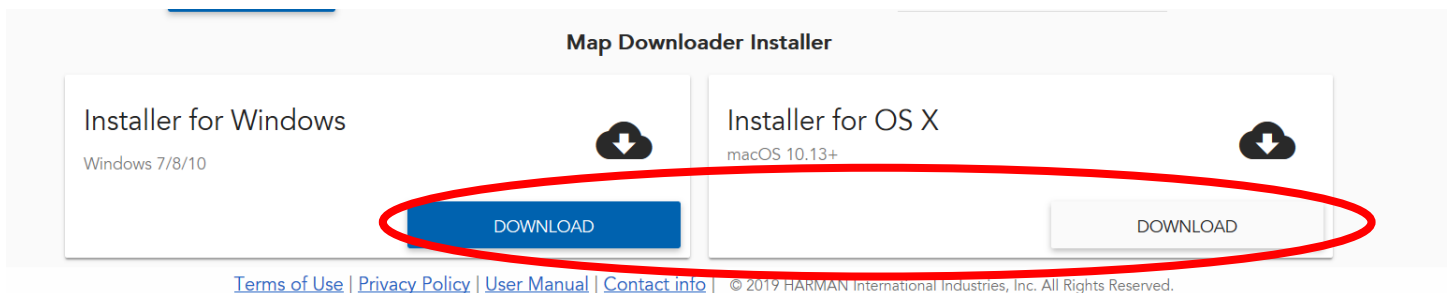 Map Downloader Installer
Installer for Windows
Windows 7/8/10
DOWNLOAD
Installer for OS X
macOS 10.13+
DOWNLOAD
Terms of Use | Privacy Policy | User Manual | Contact info | © 2019 HARMAN International Industries, Inc. All Rights Reserved.